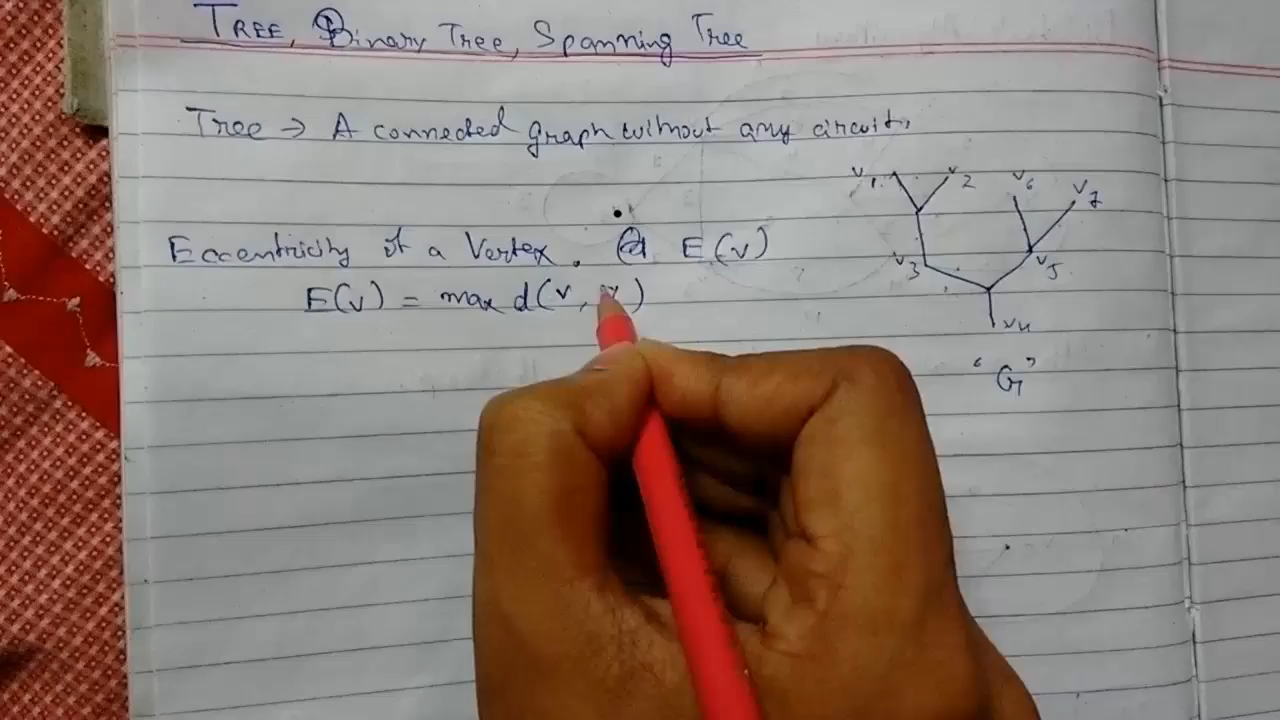 TREE, Binary Tree, Spanning Tree
Tree → A connected graph without any circuit,
v1 v2 v6 v7
Eccentricity of a Vertex. E(v)
v3 v5
E(v) = max d(v, )
v4
"G"